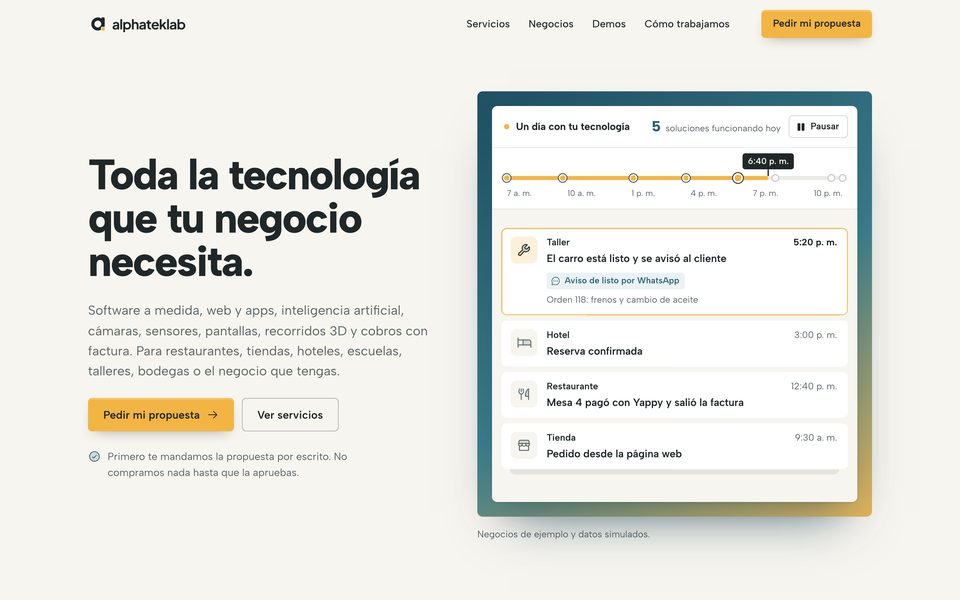 alphateklab
Servicios
Negocios
Demos
Cómo trabajamos
Pedir mi propuesta
Toda la tecnología
que tu negocio
necesita.
Software a medida, web y apps, inteligencia artificial,
cámaras, sensores, pantallas, recorridos 3D y cobros con
factura. Para restaurantes, tiendas, hoteles, escuelas,
talleres, bodegas o el negocio que tengas.
Pedir mi propuesta →
Ver servicios
Primero te mandamos la propuesta por escrito. No
compramos nada hasta que la apruebas.
Un día con tu tecnología
5 soluciones funcionando hoy
Pausar
6:40 p. m.
7 a. m.
10 a. m.
1 p. m.
4 p. m.
7 p. m.
10 p. m.
Taller
5:20 p. m.
El carro está listo y se avisó al cliente
Aviso de listo por WhatsApp
Orden 118: frenos y cambio de aceite
Hotel
3:00 p. m.
Reserva confirmada
Restaurante
12:40 p. m.
Mesa 4 pagó con Yappy y salió la factura
Tienda
9:30 a. m.
Pedido desde la página web
Negocios de ejemplo y datos simulados.